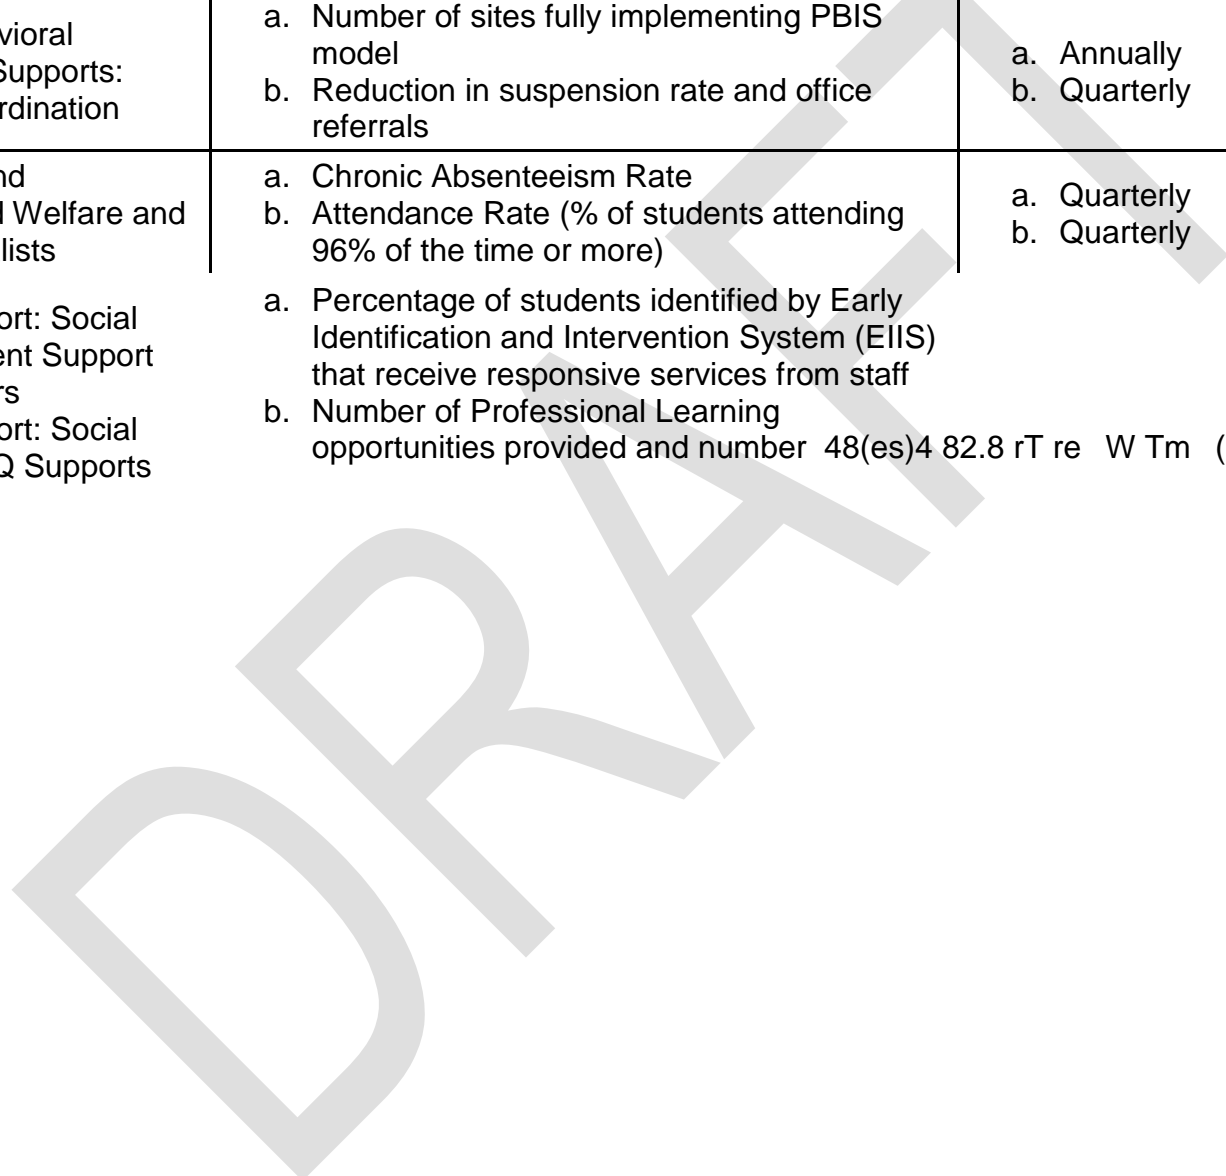 vioral
Supports:
rdination
a. Number of sites fully implementing PBIS
model
b. Reduction in suspension rate and office
referrals
a. Annually
b. Quarterly
nd
d Welfare and
lists
a. Chronic Absenteeism Rate
b. Attendance Rate (% of students attending
96% of the time or more)
a. Quarterly
b. Quarterly
ort: Social
ent Support
rs
ort: Social
Q Supports
a. Percentage of students identified by Early
Identification and Intervention System (EIIS)
that receive responsive services from staff
b. Number of Professional Learning
opportunities provided and number 48(es)4 82.8 rT re W Tm (
DRAFT